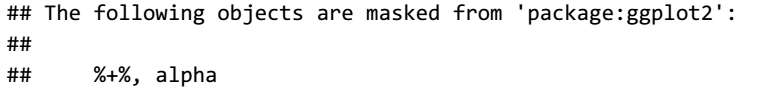 ## The following objects are masked from 'package:ggplot2':
##
##     %+%, alpha